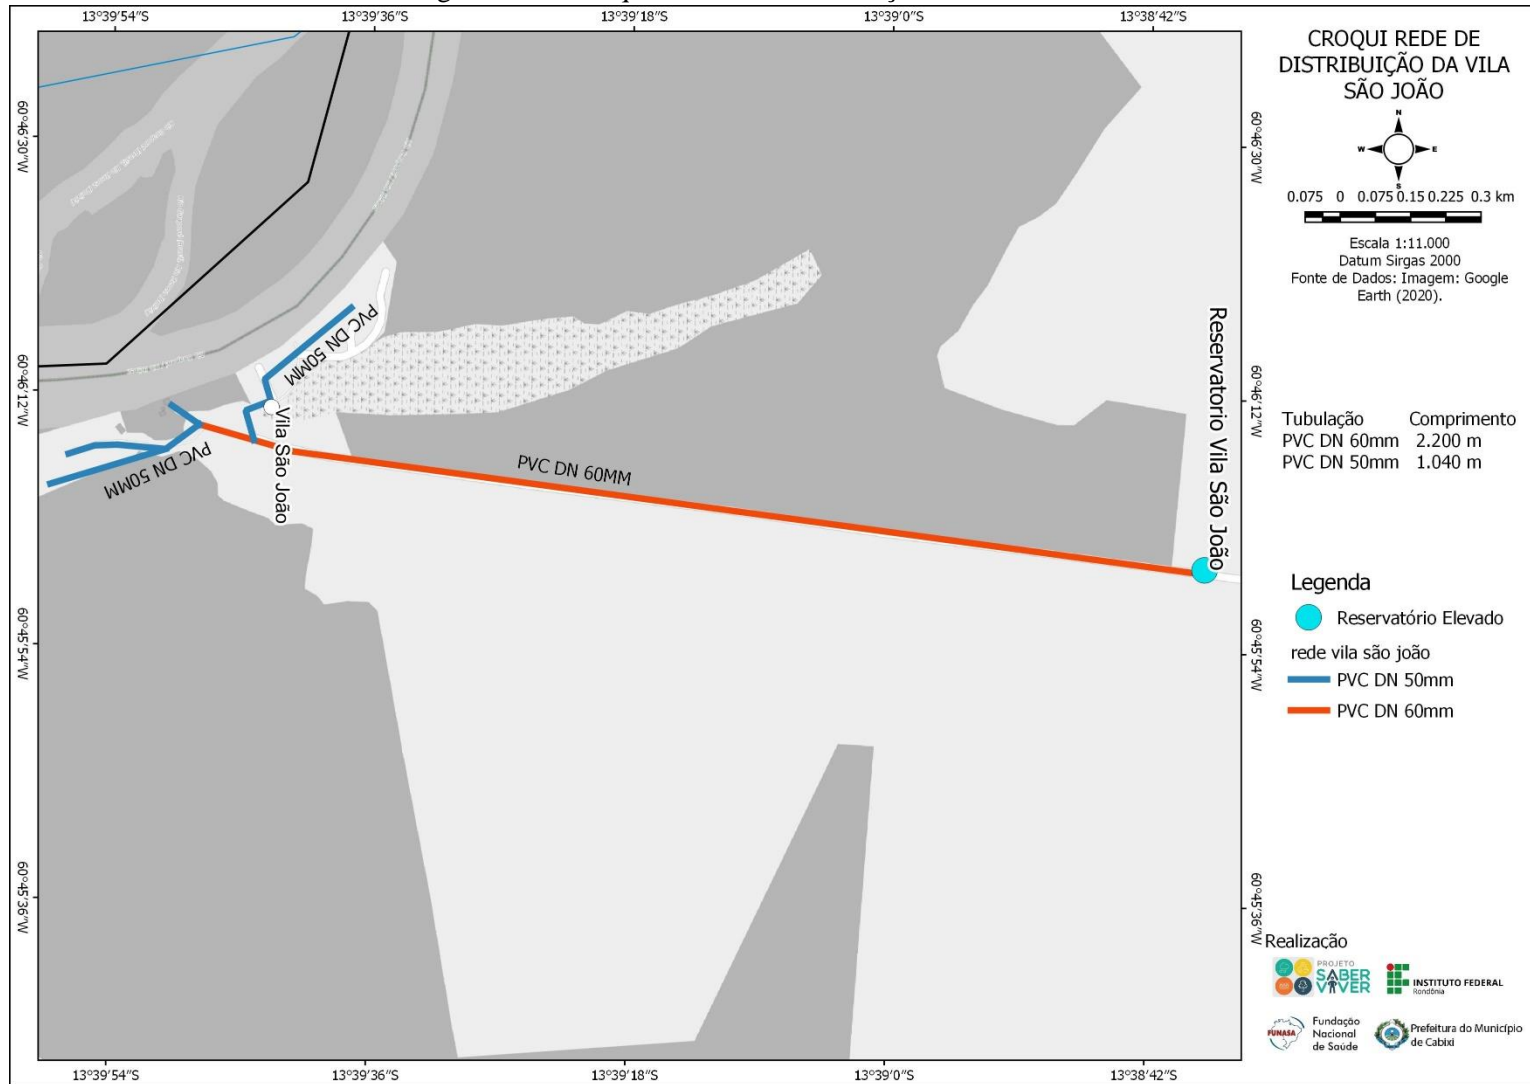 13°39'54"S 13°39'36"S 13°39'18"S 13°39'0"S 13°38'42"S
CROQUI REDE DE
DISTRIBUIÇÃO DA VILA
SÃO JOÃO
N
W E
S
0.075 0 0.075 0.15 0.225 0.3 km
Escala 1:11.000
Datum Sirgas 2000
Fonte de Dados: Imagem: Google
Earth (2020).
60°46'30"W
60°46'12"W
60°45'54"W
60°45'36"W
60°46'30"W
60°46'12"W
60°45'54"W
60°45'36"W
PVC DN 50MM
Vila São João
PVC DN 50MM
PVC DN 60MM
Reservatorio Vila São João
Tubulação Comprimento
PVC DN 60mm 2.200 m
PVC DN 50mm 1.040 m
Legenda
Reservatório Elevado
rede vila são joão
PVC DN 50mm
PVC DN 60mm
Realização
PROJETO
SABER
VIVER
INSTITUTO FEDERAL
Rondônia
FUNASA
Fundação
Nacional
de Saúde
Prefeitura do Município
de Cabixi
13°39'54"S 13°39'36"S 13°39'18"S 13°39'0"S 13°38'42"S